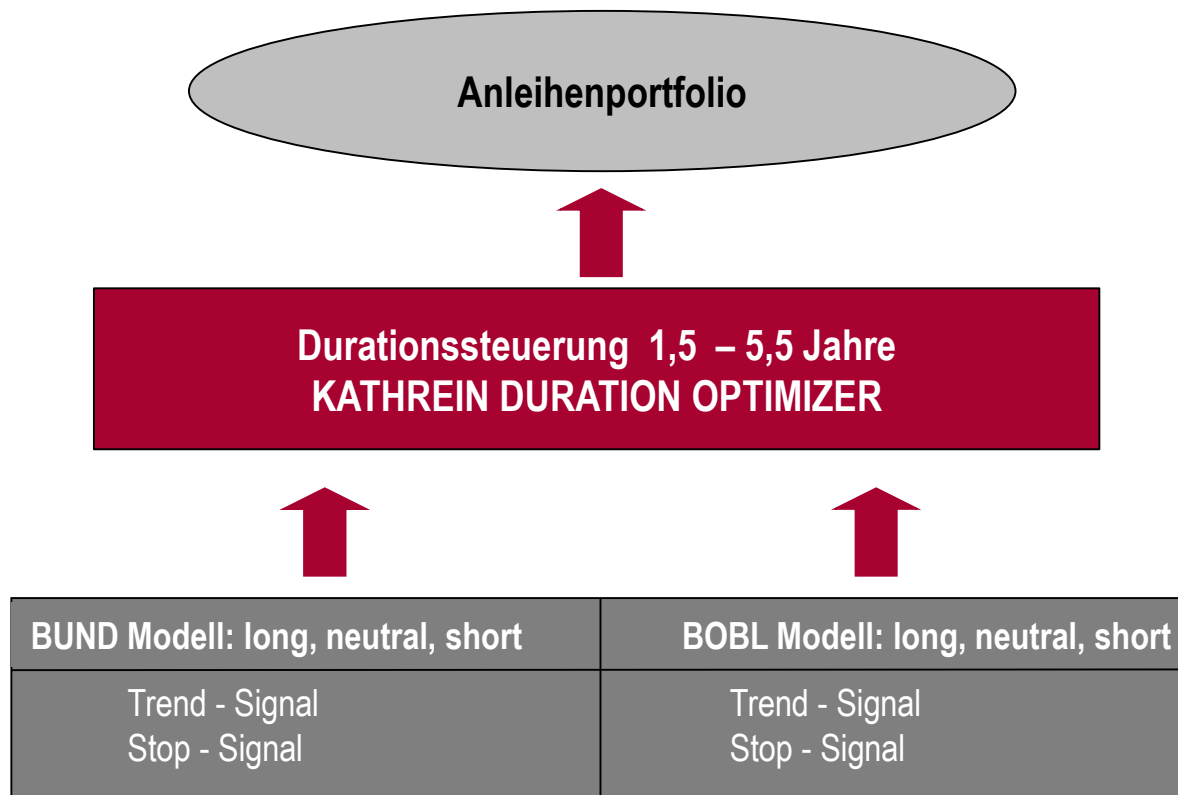 Anleihenportfolio
Durationssteuerung 1,5 – 5,5 Jahre
KATHREIN DURATION OPTIMIZER
BUND Modell: long, neutral, short
Trend - Signal
Stop - Signal
BOBL Modell: long, neutral, short
Trend - Signal
Stop - Signal